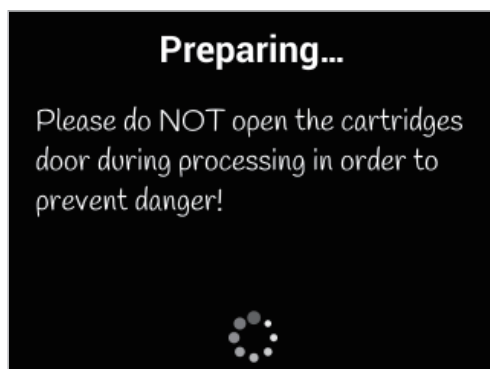 Preparing...
Please do NOT open the cartridges
door during processing in order to
prevent danger!